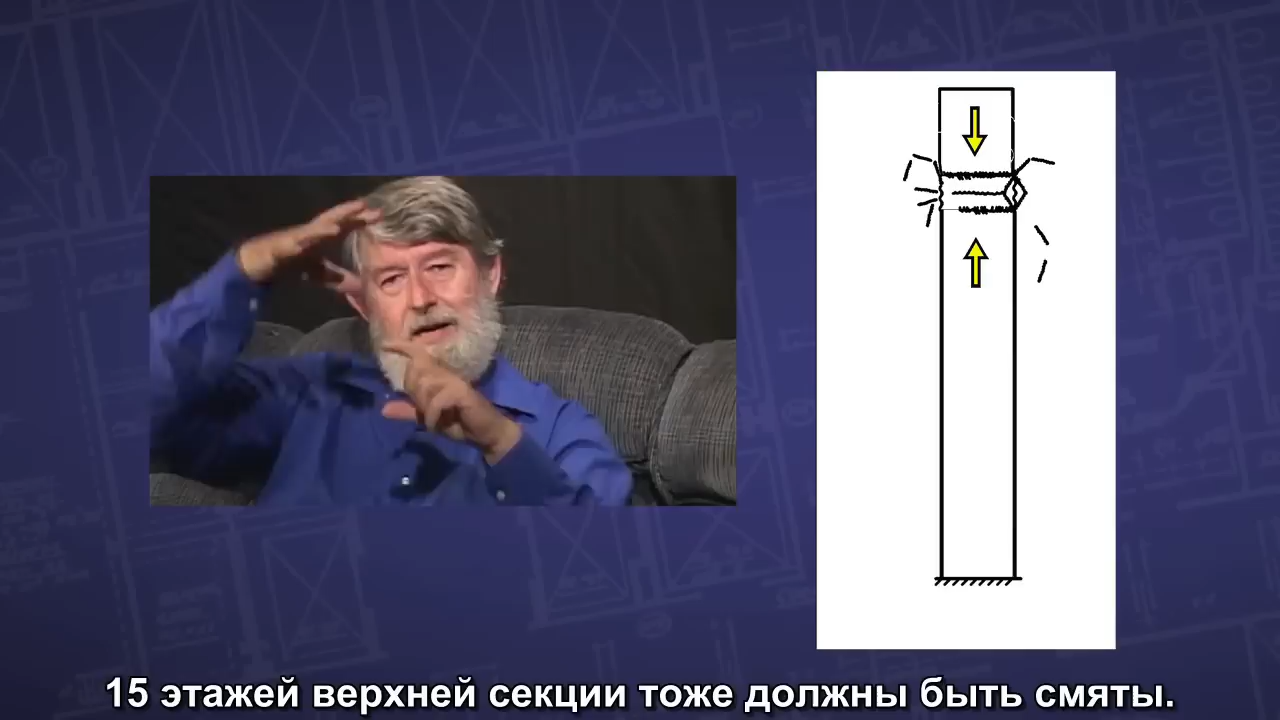 15 этажей верхней секции тоже должны быть смяты.